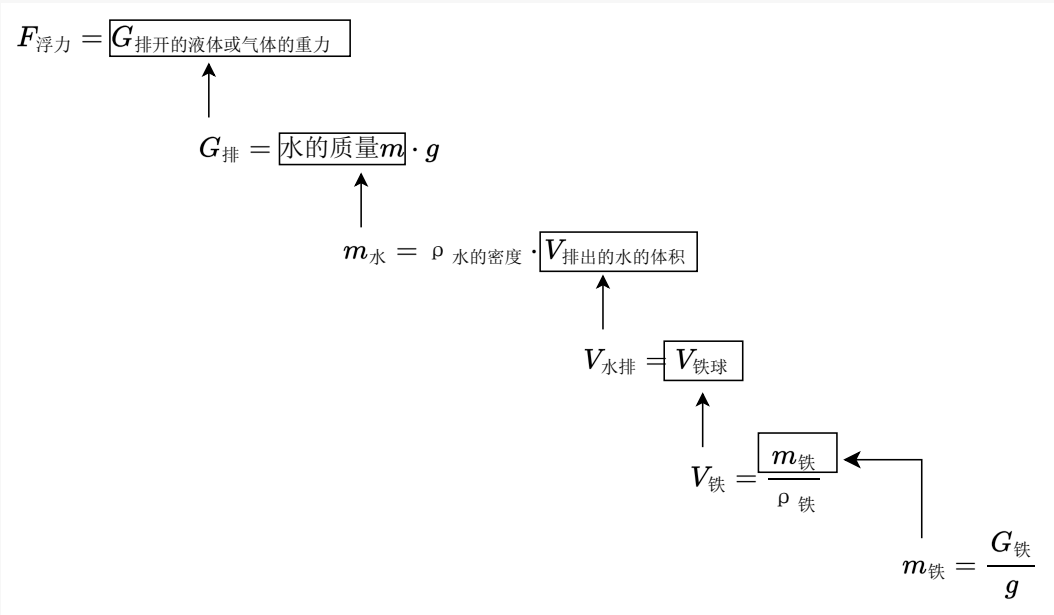 F浮力 = G排开的液体或气体的重力
G排 = 水的质量m · g
m水 = ρ 水的密度 · V排出的水的体积
V水排 = V铁球
V铁 = m铁 / ρ 铁
m铁 = G铁 / g